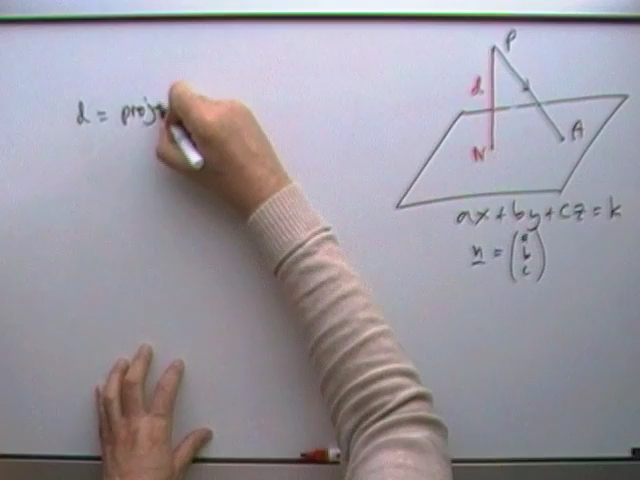 d = proj
P
d
A
N
ax+by+cz=k
n = (a
b
c)